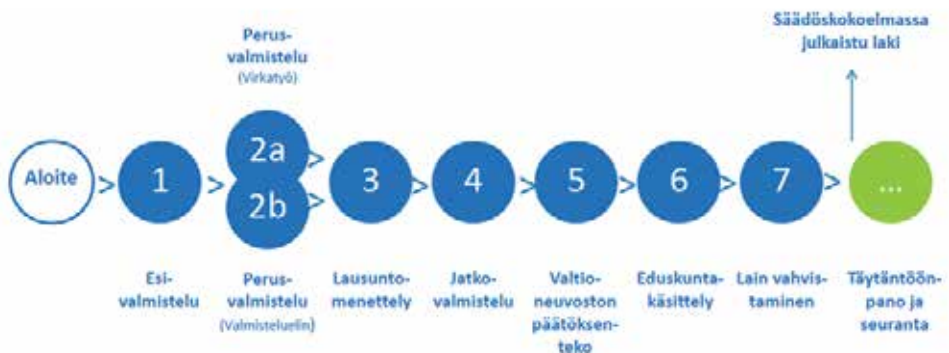 Säädöskokoelmassa
julkaistu laki
Perus-
valmistelu
(Virkatyö)
Aloite
>
1
>
2a
2b
>
>
3
>
4
>
5
>
6
>
7
>
...
Esi-
valmistelu
Perus-
valmistelu
(Valmisteluelin)
Lausunto-
menettely
Jatko-
valmistelu
Valtio-
neuvoston
päätöksen-
teko
Eduskunta-
käsittely
Lain vahvis-
taminen
Täytäntöön-
pano ja
seuranta